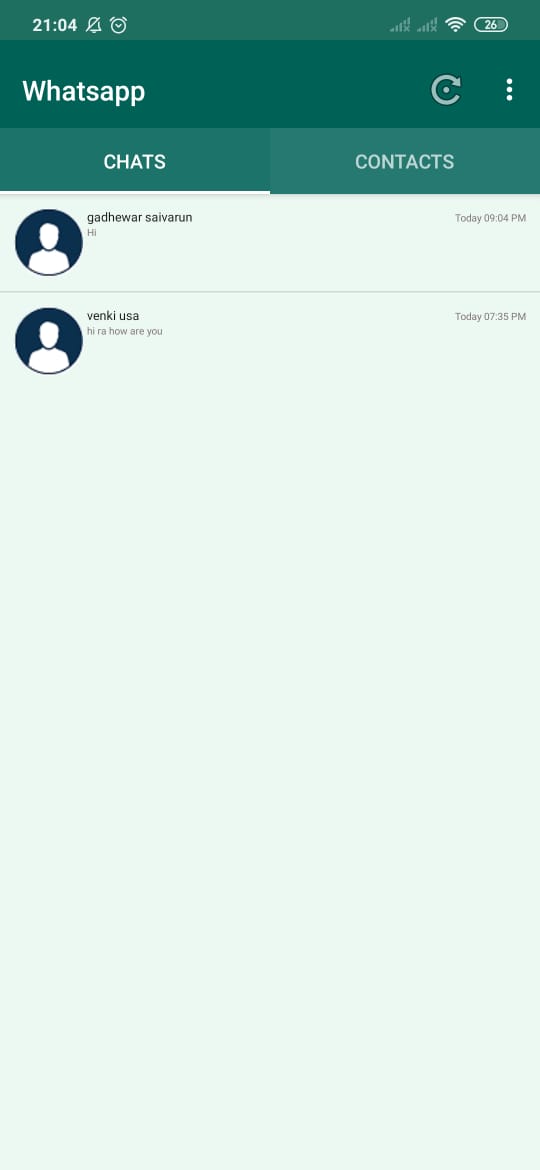 21:04 26
Whatsapp
CHATS CONTACTS
gadhewar saivarun Today 09:04 PM
Hi
venki usa Today 07:35 PM
hi ra how are you